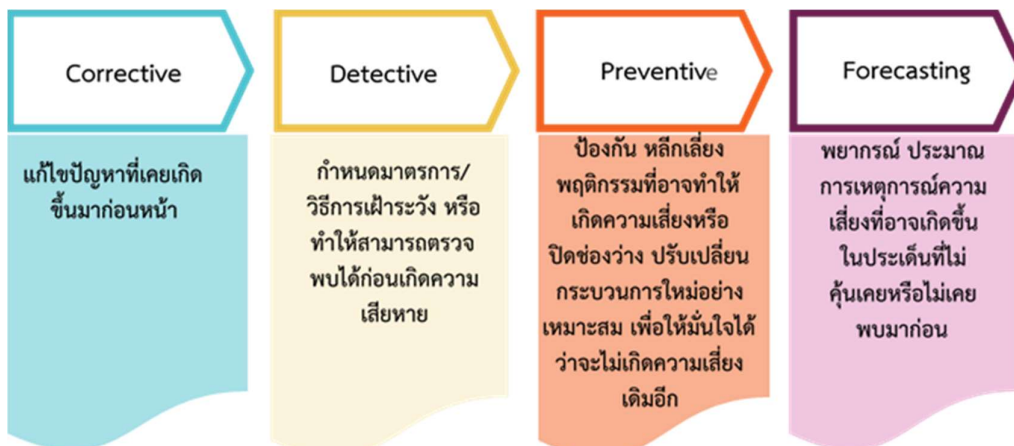 Corrective
แก้ไขปัญหาที่เคยเกิด
ขึ้นมาก่อนหน้า
Detective
กำหนดมาตรการ/
วิธีการเฝ้าระวัง หรือ
ทำให้สามารถตรวจ
พบได้ก่อนเกิดความ
เสียหาย
Preventive
ป้องกัน หลีกเลี่ยง
พฤติกรรมที่อาจทำให้
เกิดความเสี่ยงหรือ
ปิดช่องว่าง ปรับเปลี่ยน
กระบวนการใหม่อย่าง
เหมาะสม เพื่อให้มั่นใจได้
ว่าจะไม่เกิดความเสี่ยง
เดิมอีก
Forecasting
พยากรณ์ ประมาณ
การเหตุการณ์ความ
เสี่ยงที่อาจเกิดขึ้น
ในประเด็นที่ไม่
คุ้นเคยหรือไม่เคย
พบมาก่อน